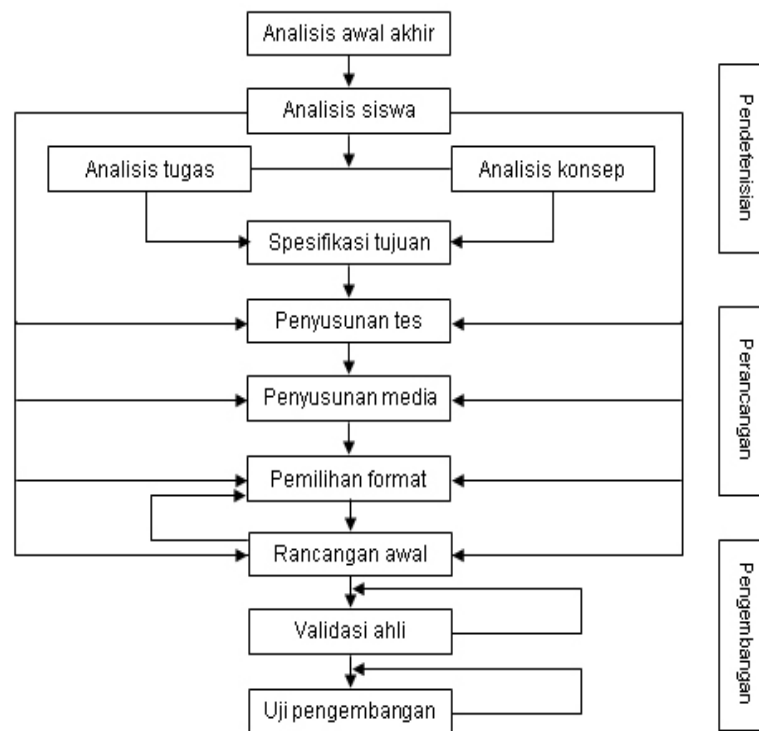 Analisis awal akhir
Analisis siswa
Analisis tugas
Analisis konsep
Spesifikasi tujuan
Penyusunan tes
Penyusunan media
Pemilihan format
Rancangan awal
Validasi ahli
Uji pengembangan
Pendefenisian
Perancangan
Pengembangan